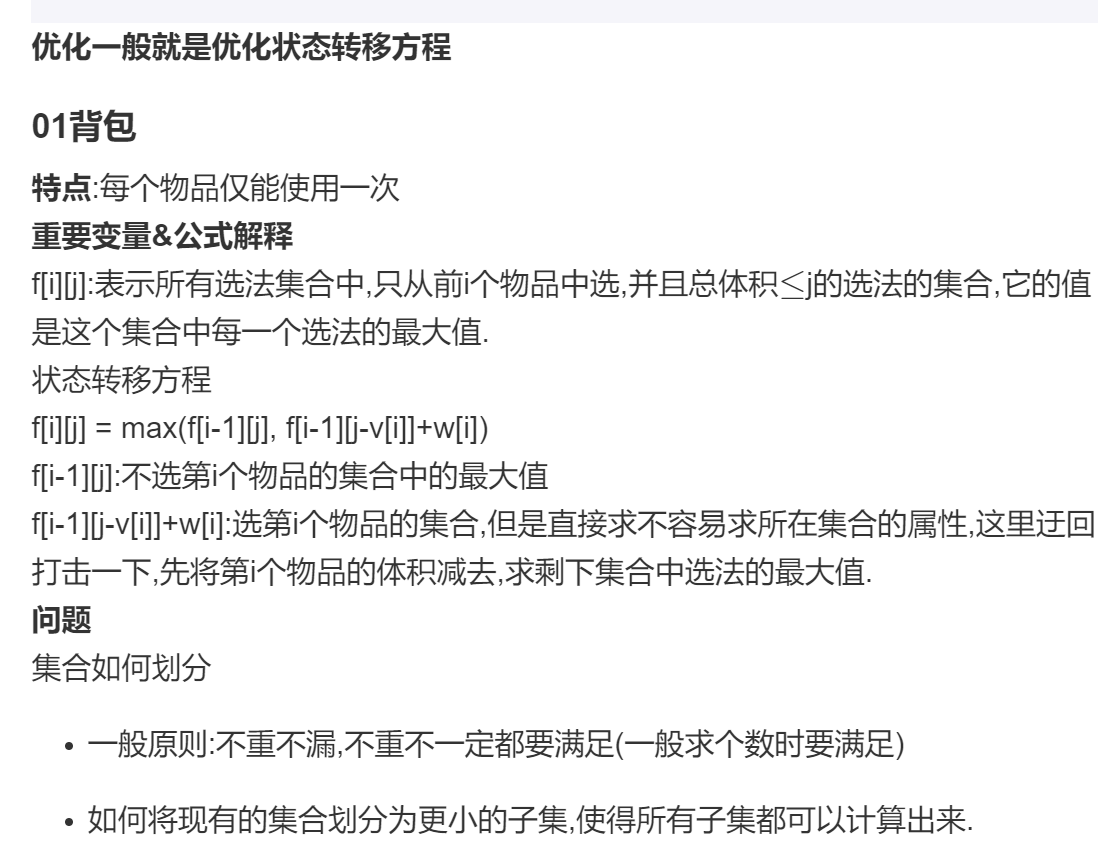 优化一般就是优化状态转移方程
01背包
特点:每个物品仅能使用一次
重要变量&公式解释
f[i][j]:表示所有选法集合中,只从前i个物品中选,并且总体积≤j的选法的集合,它的值
是这个集合中每一个选法的最大值.
状态转移方程
f[i][j] = max(f[i-1][j], f[i-1][j-v[i]]+w[i])
f[i-1][j]:不选第i个物品的集合中的最大值
f[i-1][j-v[i]]+w[i]:选第i个物品的集合,但是直接求不容易求所在集合的属性,这里迂回
打击一下,先将第i个物品的体积减去,求剩下集合中选法的最大值.
问题
集合如何划分
• 一般原则:不重不漏,不重不一定都要满足(一般求个数时要满足)
• 如何将现有的集合划分为更小的子集,使得所有子集都可以计算出来.